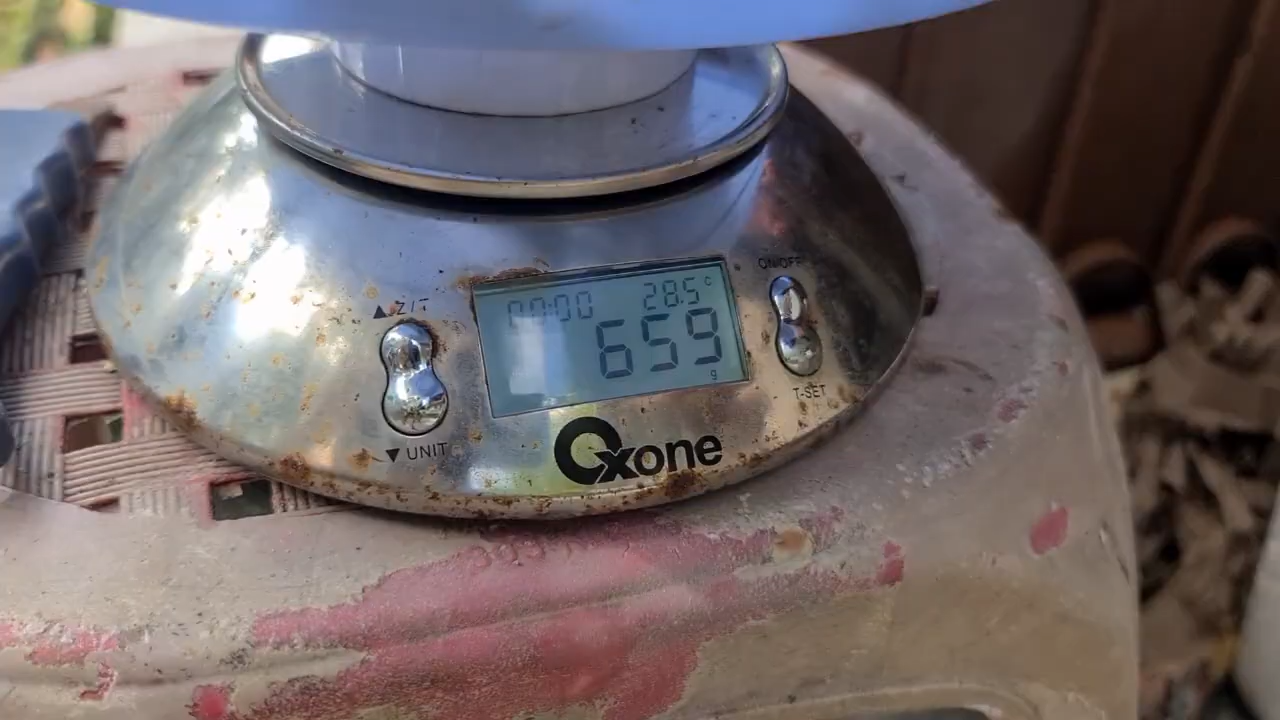 ON/OFF
▲ Z/T
00:00 28.5°c
659
g
T-SET
▼ UNIT
Oxone